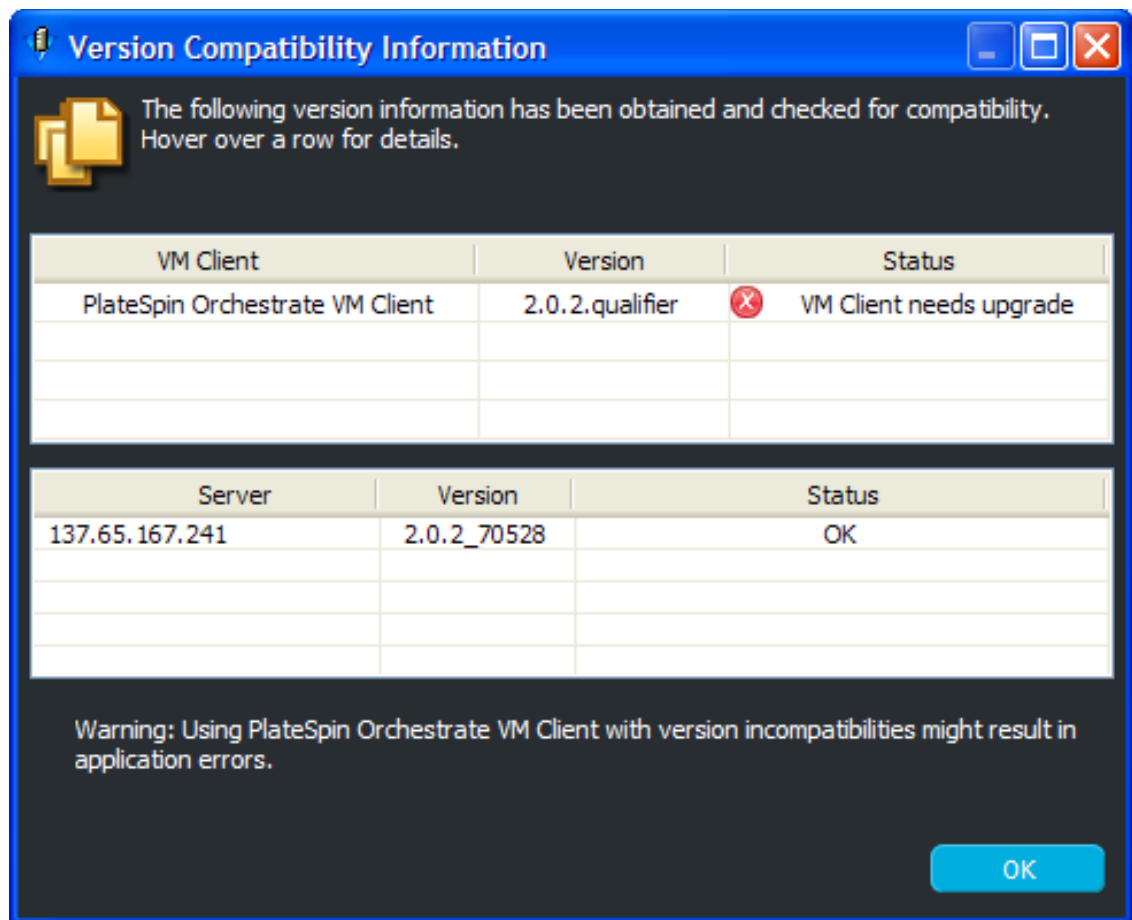 Version Compatibility Information
The following version information has been obtained and checked for compatibility.
Hover over a row for details.
VM Client Version Status
PlateSpin Orchestrate VM Client 2.0.2.qualifier VM Client needs upgrade
Server Version Status
137.65.167.241 2.0.2_70528 OK
Warning: Using PlateSpin Orchestrate VM Client with version incompatibilities might result in
application errors.
OK